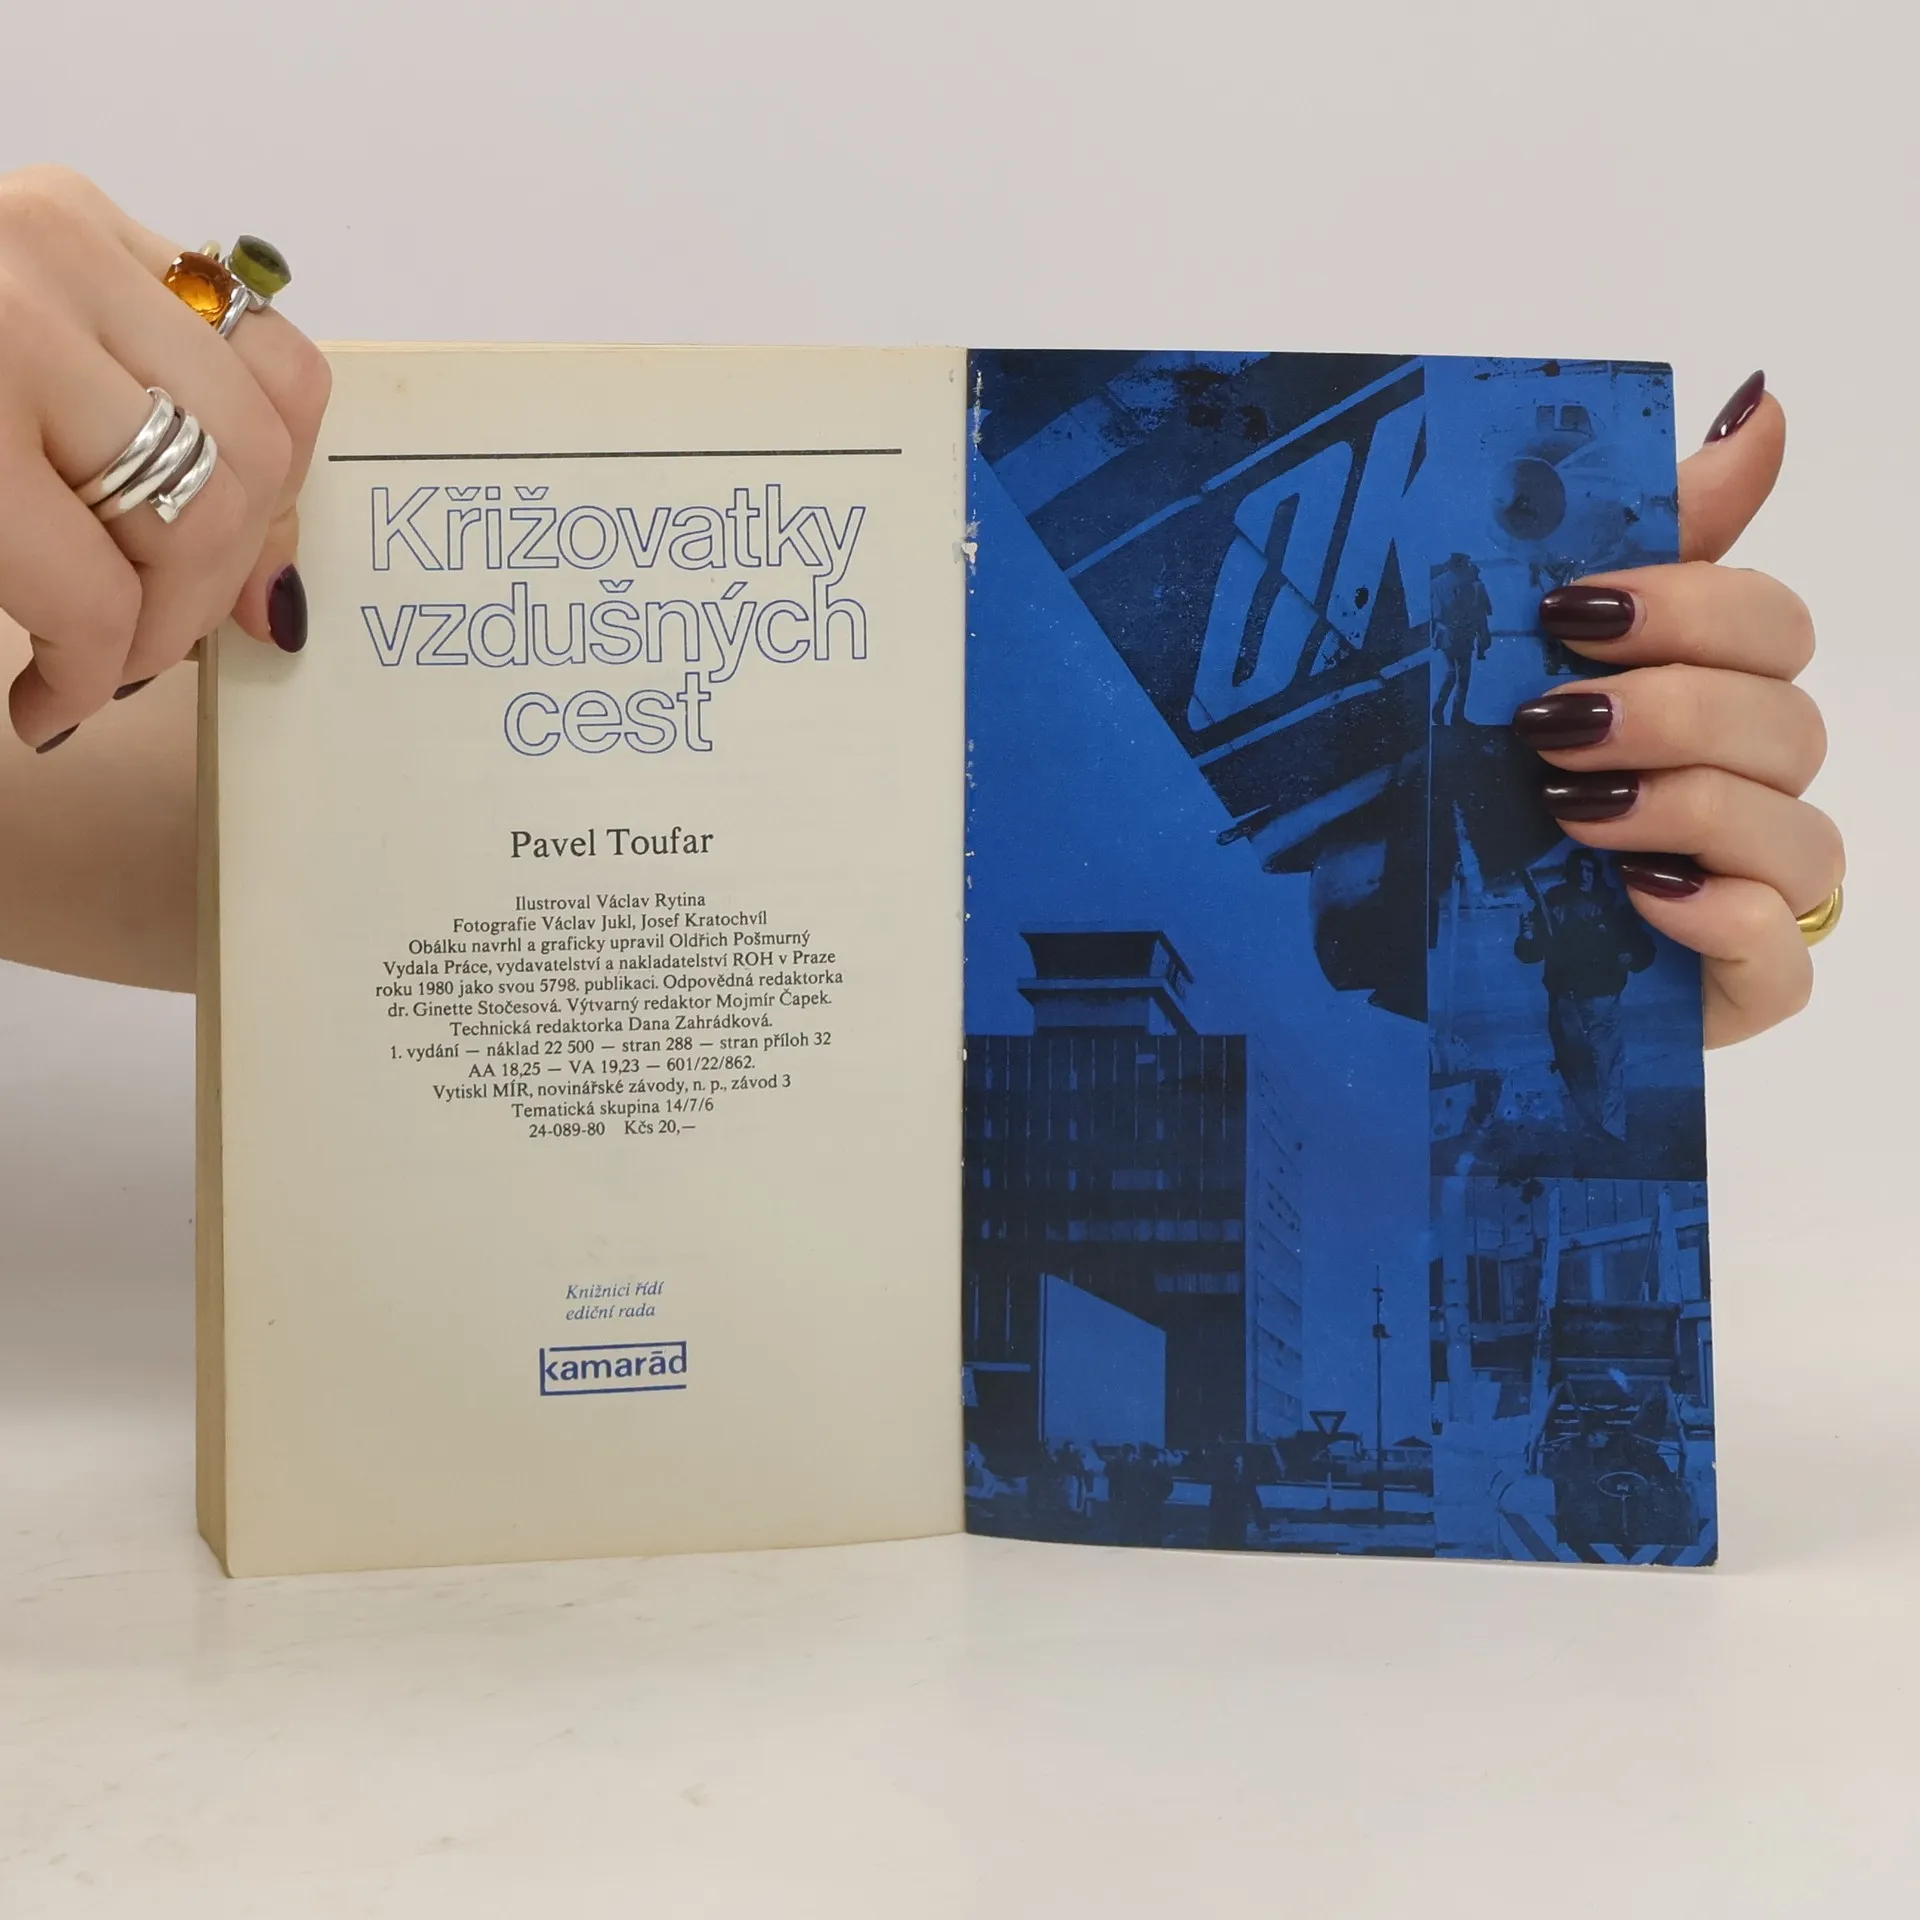 Křižovatky
vzdušných
cest
Pavel Toufar
Ilustroval Václav Rytina
Fotografie Václav Jukl, Josef Kratochvíl
Obálku navrhl a graficky upravil Oldřich Pošmurný
Vydala Práce, vydavatelství a nakladatelství ROH v Praze
roku 1980 jako svou 5798. publikaci. Odpovědná redaktorka
dr. Ginette Stočesová. Výtvarný redaktor Mojmír Čapek.
Technická redaktorka Dana Zahrádková.
1. vydání — náklad 22 500 — stran 288 — stran příloh 32
AA 18,25 — VA 19,23 — 601/22/862.
Vytiskl MÍR, novinářské závody, n. p., závod 3
Tematická skupina 14/7/6
24-089-80 Kčs 20,—
Knižnici řídí
ediční rada
kamarád
OK